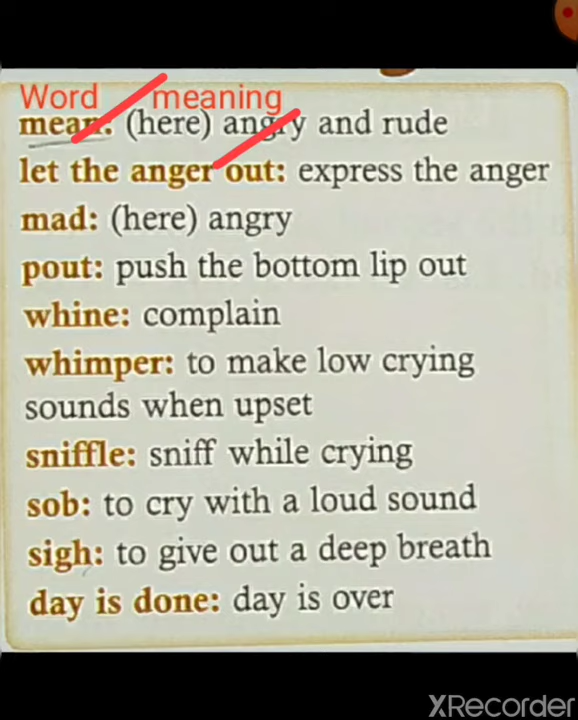 Word meaning
mean: (here) angry and rude
let the anger out: express the anger
mad: (here) angry
pout: push the bottom lip out
whine: complain
whimper: to make low crying
sounds when upset
sniffle: sniff while crying
sob: to cry with a loud sound
sigh: to give out a deep breath
day is done: day is over
XRecorder